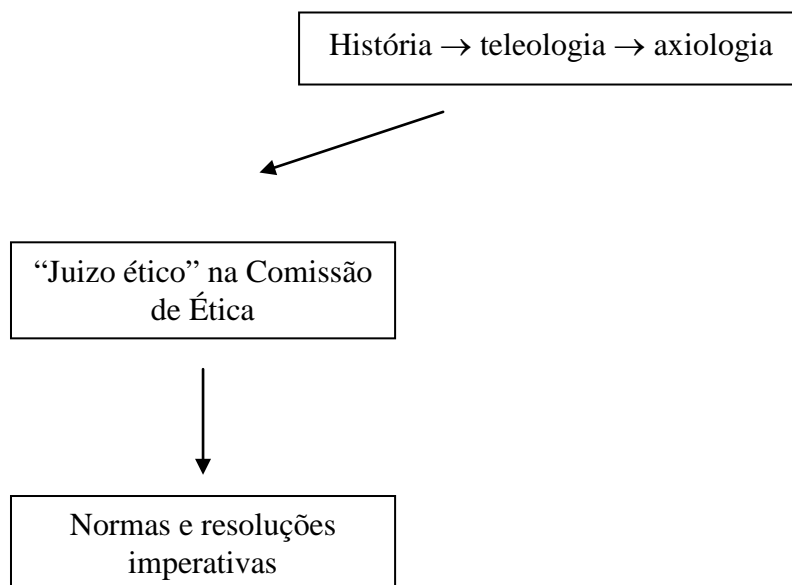 História → teleologia → axiologia
“Juizo ético” na Comissão
de Ética
Normas e resoluções
imperativas